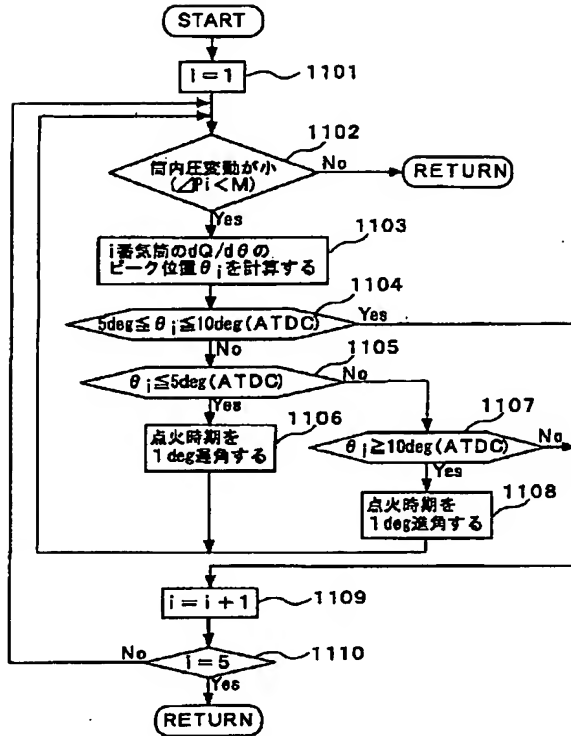 START
i=1
1101
1102
筒内圧変動が小
(⊿Pi<M)
No
RETURN
Yes
1103
i番気筒のdQ/dθの
ピーク位置θiを計算する
1104
5deg≦θi≦10deg(ATDC)
Yes
No
1105
θi≦5deg(ATDC)
No
Yes
1106
点火時期を
1deg遅角する
1107
θi≧10deg(ATDC)
No
Yes
1108
点火時期を
1deg進角する
i=i+1
1109
No
i=5
1110
Yes
RETURN